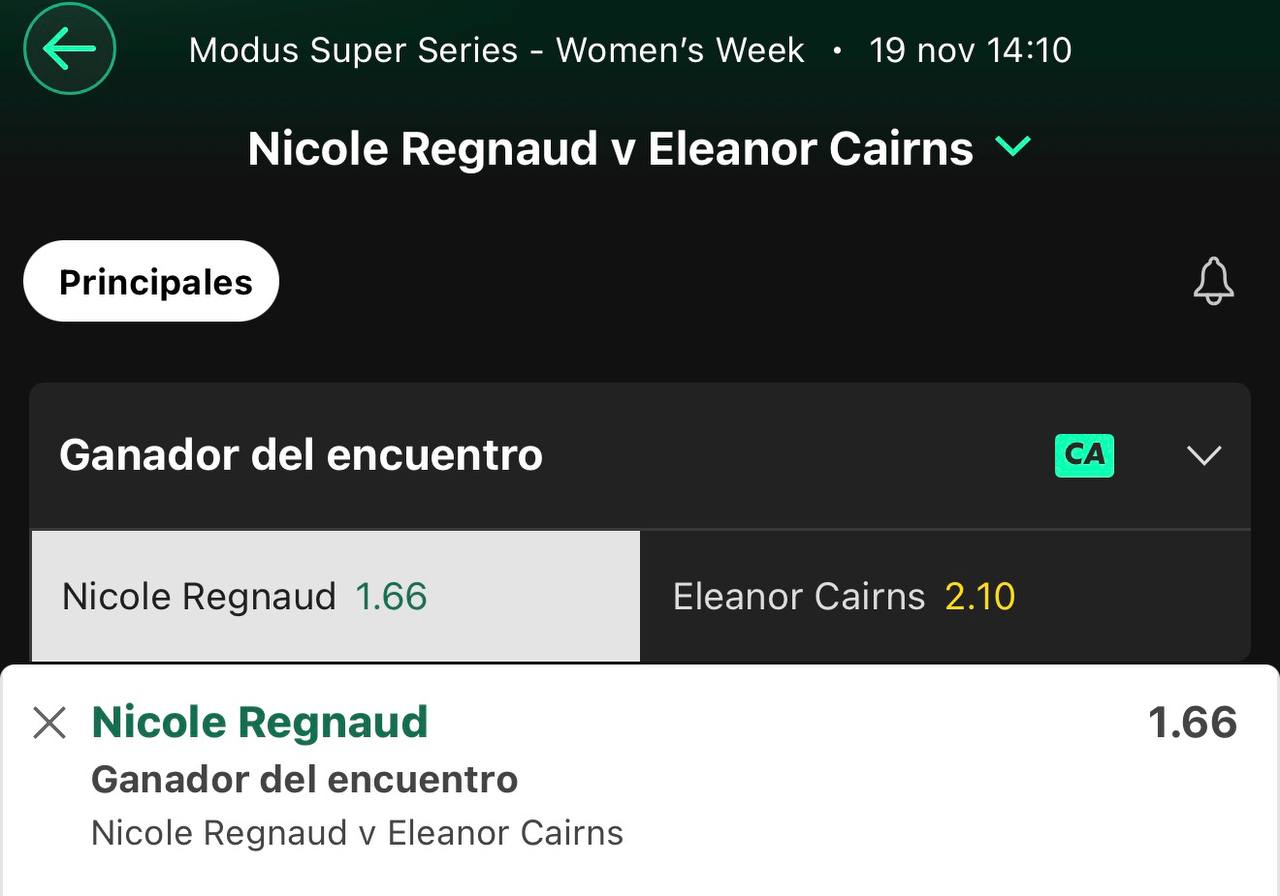 Modus Super Series - Women’s Week • 19 nov 14:10
Nicole Regnaud v Eleanor Cairns
Principales
Ganador del encuentro CA
Nicole Regnaud 1.66 Eleanor Cairns 2.10
Nicole Regnaud 1.66
Ganador del encuentro
Nicole Regnaud v Eleanor Cairns